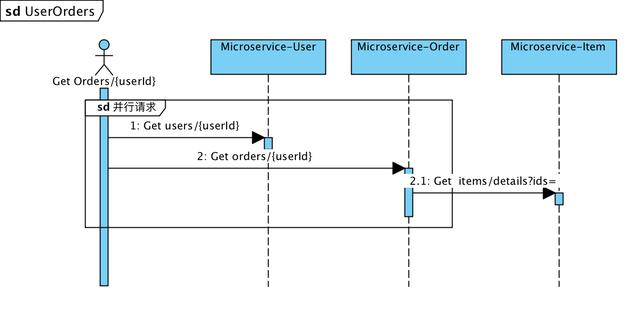 sd UserOrders
Microservice-User
Microservice-Order
Microservice-Item
Get Orders/{userId}
sd 并行请求
1: Get users/{userId}
2: Get orders/{userId}
2.1: Get items/details?ids=